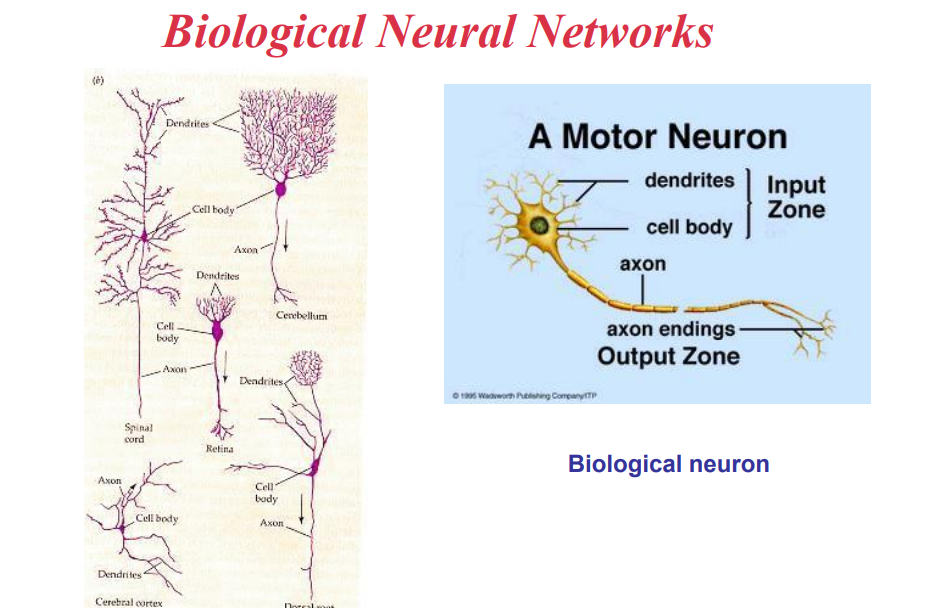 Biological Neural Networks
(b)
Dendrites
Cell body
Axon
Cerebellum
Dendrites
Cell
body
Axon
Spinal
cord
Retina
Dendrites
Cell
body
Axon
Axon
Cell body
Dendrites
Cerebral cortex
Dorsal root
A Motor Neuron
dendrites
cell body
Input
Zone
axon
axon endings
Output Zone
© 1995 Wadsworth Publishing Company/ITP
Biological neuron